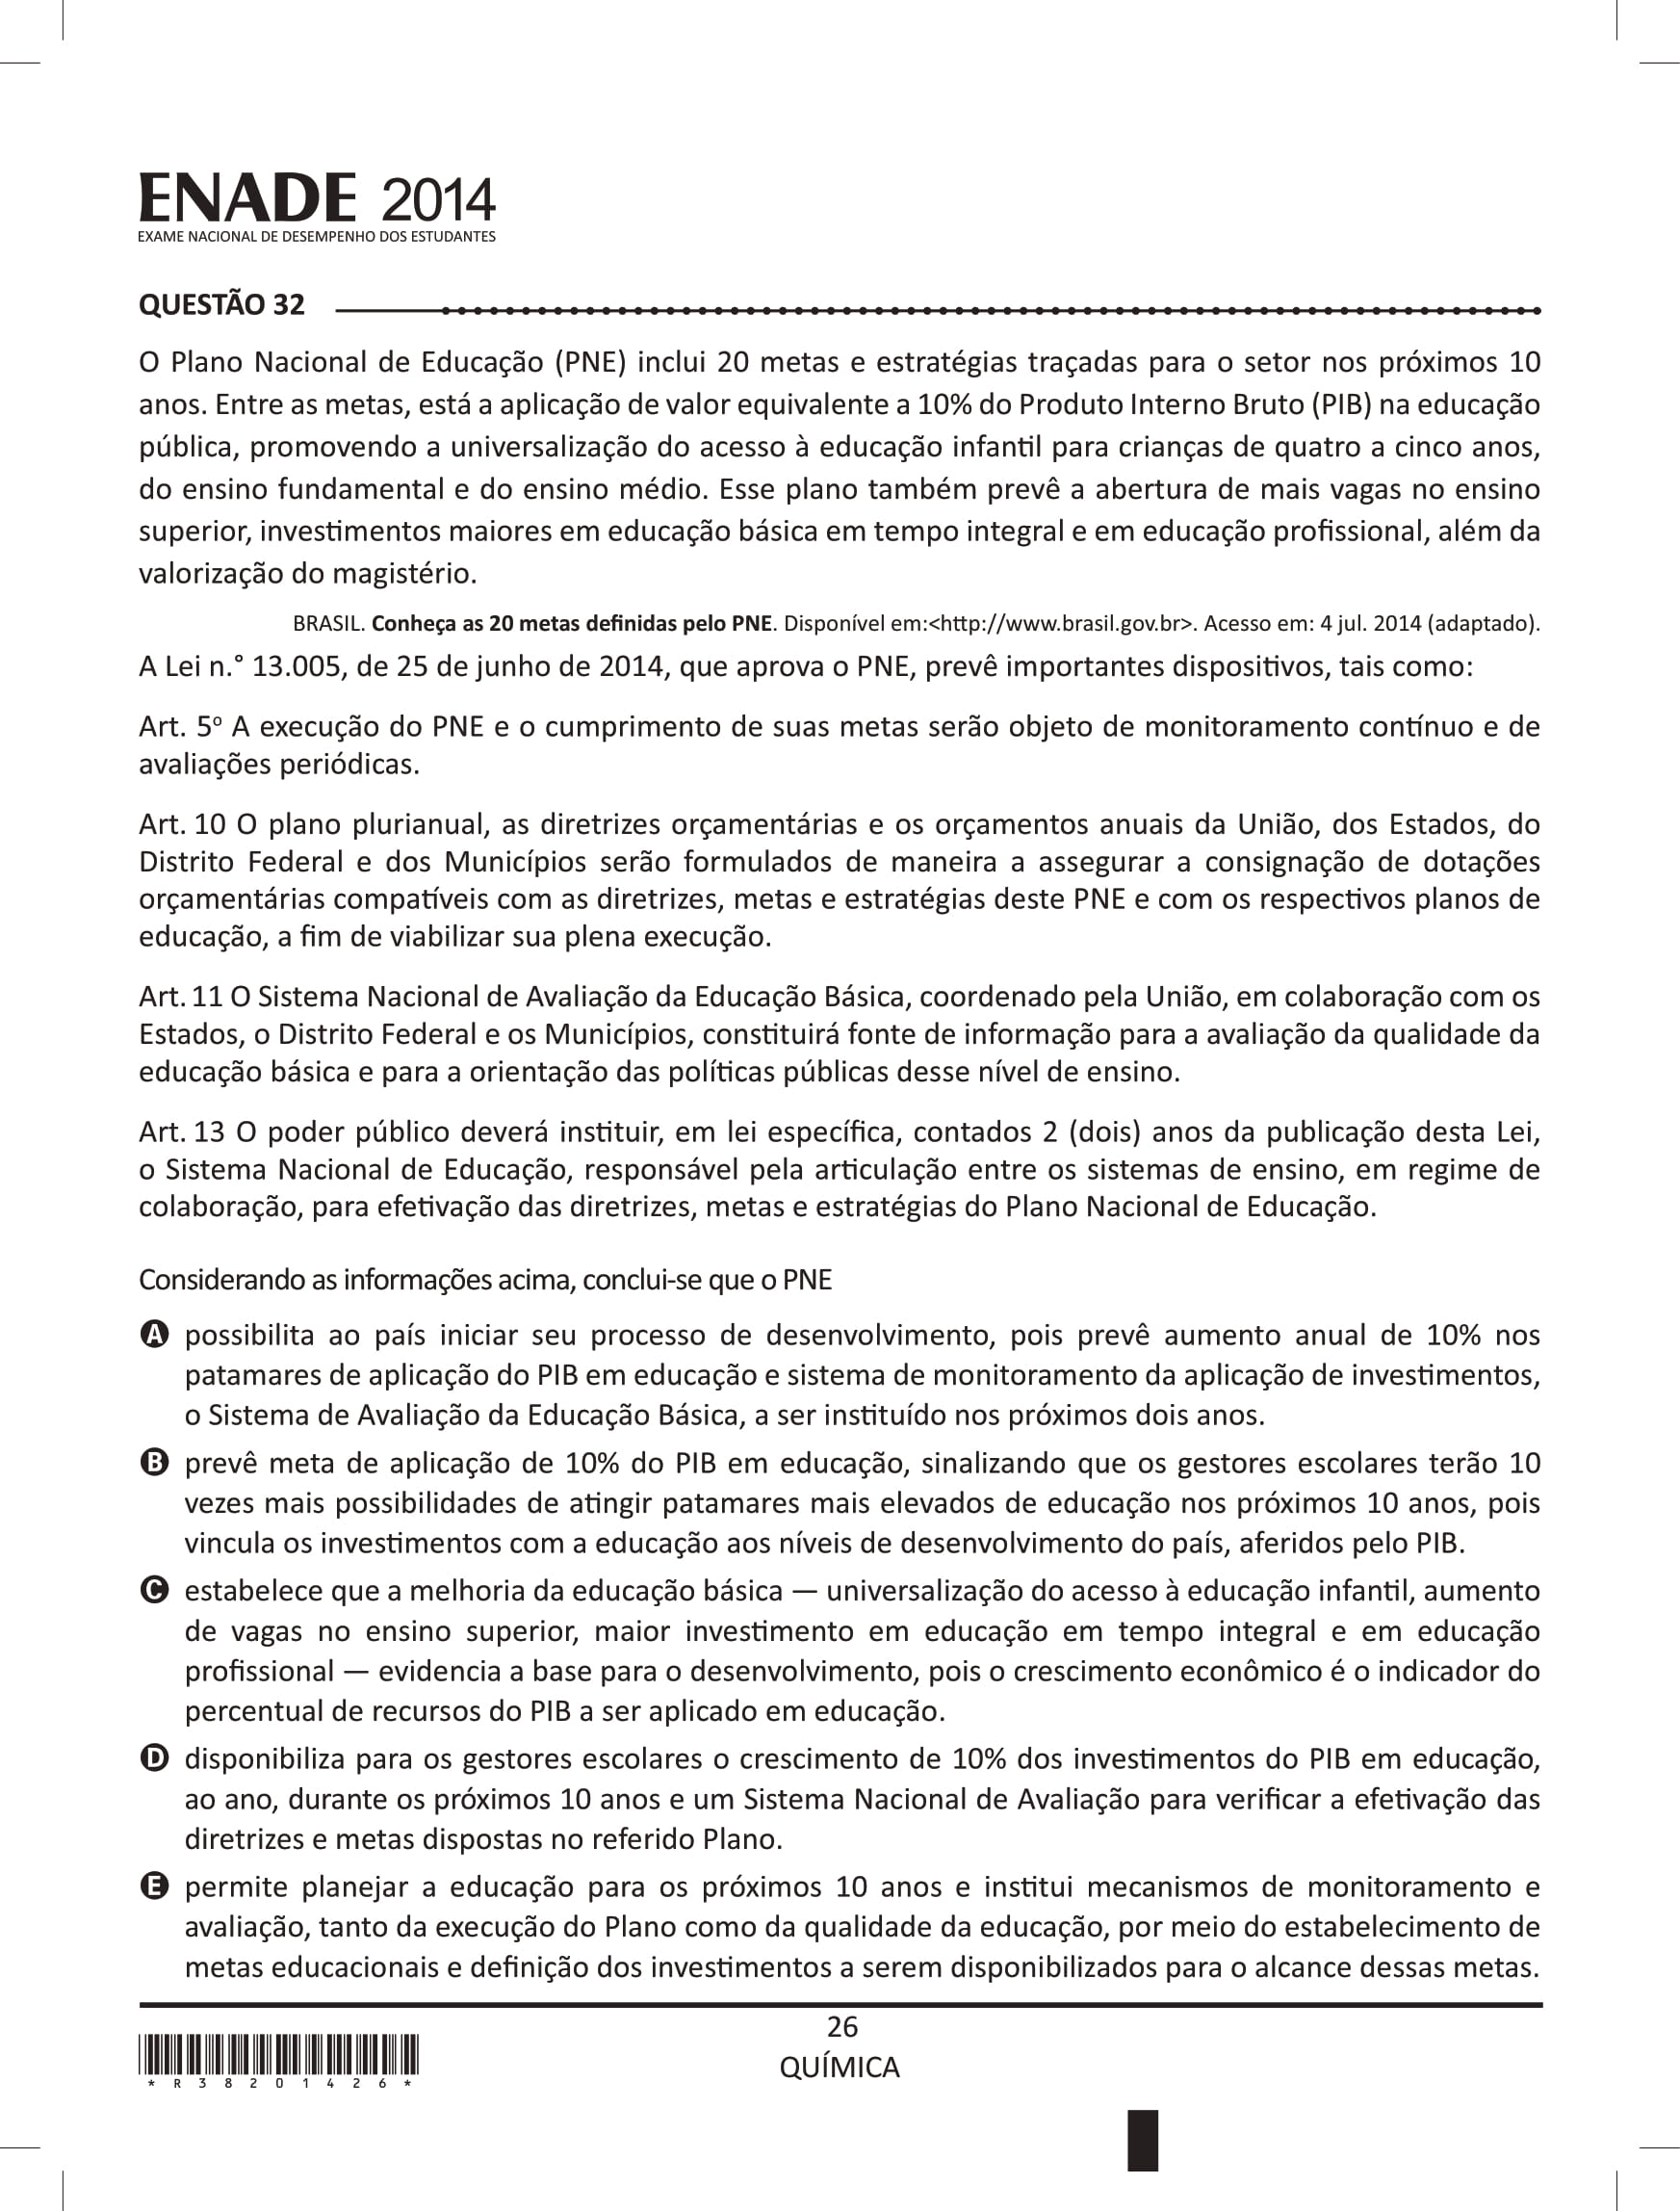 ENADE 2014
EXAME NACIONAL DE DESEMPENHO DOS ESTUDANTES
QUESTÃO 32
O Plano Nacional de Educação (PNE) inclui 20 metas e estratégias traçadas para o setor nos próximos 10
anos. Entre as metas, está a aplicação de valor equivalente a 10% do Produto Interno Bruto (PIB) na educação
pública, promovendo a universalização do acesso à educação infantil para crianças de quatro a cinco anos,
do ensino fundamental e do ensino médio. Esse plano também prevê a abertura de mais vagas no ensino
superior, investimentos maiores em educação básica em tempo integral e em educação profissional, além da
valorização do magistério.
BRASIL. Conheça as 20 metas definidas pelo PNE. Disponível em:<http://www.brasil.gov.br>. Acesso em: 4 jul. 2014 (adaptado).
A Lei n.° 13.005, de 25 de junho de 2014, que aprova o PNE, prevê importantes dispositivos, tais como:
Art. 5º A execução do PNE e o cumprimento de suas metas serão objeto de monitoramento contínuo e de
avaliações periódicas.
Art. 10 O plano plurianual, as diretrizes orçamentárias e os orçamentos anuais da União, dos Estados, do
Distrito Federal e dos Municípios serão formulados de maneira a assegurar a consignação de dotações
orçamentárias compatíveis com as diretrizes, metas e estratégias deste PNE e com os respectivos planos de
educação, a fim de viabilizar sua plena execução.
Art. 11 O Sistema Nacional de Avaliação da Educação Básica, coordenado pela União, em colaboração com os
Estados, o Distrito Federal e os Municípios, constituirá fonte de informação para a avaliação da qualidade da
educação básica e para a orientação das políticas públicas desse nível de ensino.
Art. 13 O poder público deverá instituir, em lei específica, contados 2 (dois) anos da publicação desta Lei,
o Sistema Nacional de Educação, responsável pela articulação entre os sistemas de ensino, em regime de
colaboração, para efetivação das diretrizes, metas e estratégias do Plano Nacional de Educação.
Considerando as informações acima, conclui-se que o PNE
A possibilita ao país iniciar seu processo de desenvolvimento, pois prevê aumento anual de 10% nos
patamares de aplicação do PIB em educação e sistema de monitoramento da aplicação de investimentos,
o Sistema de Avaliação da Educação Básica, a ser instituído nos próximos dois anos.
B prevê meta de aplicação de 10% do PIB em educação, sinalizando que os gestores escolares terão 10
vezes mais possibilidades de atingir patamares mais elevados de educação nos próximos 10 anos, pois
vincula os investimentos com a educação aos níveis de desenvolvimento do país, aferidos pelo PIB.
C estabelece que a melhoria da educação básica — universalização do acesso à educação infantil, aumento
de vagas no ensino superior, maior investimento em educação em tempo integral e em educação
profissional — evidencia a base para o desenvolvimento, pois o crescimento econômico é o indicador do
percentual de recursos do PIB a ser aplicado em educação.
D disponibiliza para os gestores escolares o crescimento de 10% dos investimentos do PIB em educação,
ao ano, durante os próximos 10 anos e um Sistema Nacional de Avaliação para verificar a efetivação das
diretrizes e metas dispostas no referido Plano.
E permite planejar a educação para os próximos 10 anos e institui mecanismos de monitoramento e
avaliação, tanto da execução do Plano como da qualidade da educação, por meio do estabelecimento de
metas educacionais e definição dos investimentos a serem disponibilizados para o alcance dessas metas.
26
QUÍMICA
* R 3 8 2 0 1 4 2 6 *